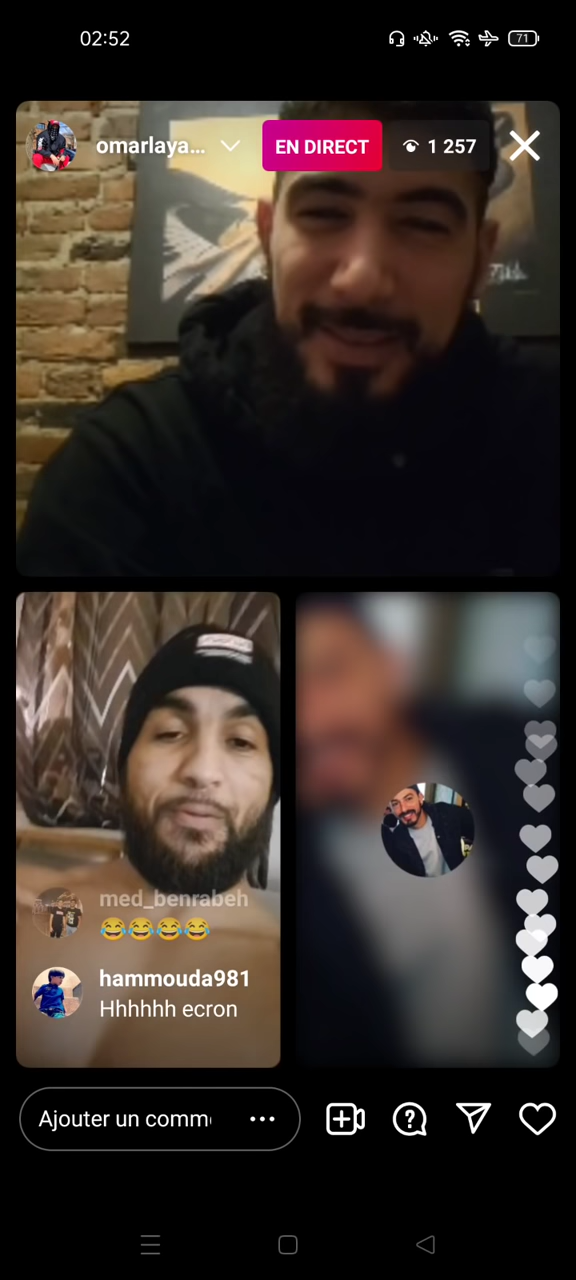 02:52
71
omarlaya...
EN DIRECT
1 257
med_benrabeh
😂😂😂😂
hammouda981
Hhhhhh ecron
Ajouter un comm